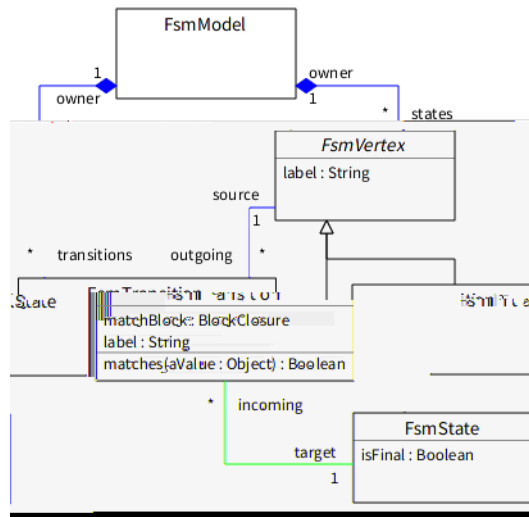 FsmModel
1 owner
owner 1
* states
FsmVertex
label : String
source
1
* transitions outgoing *
matchBlock : BlockClosure
label : String
matches(aValue : Object) : Boolean
* incoming
FsmState
target isFinal : Boolean
1